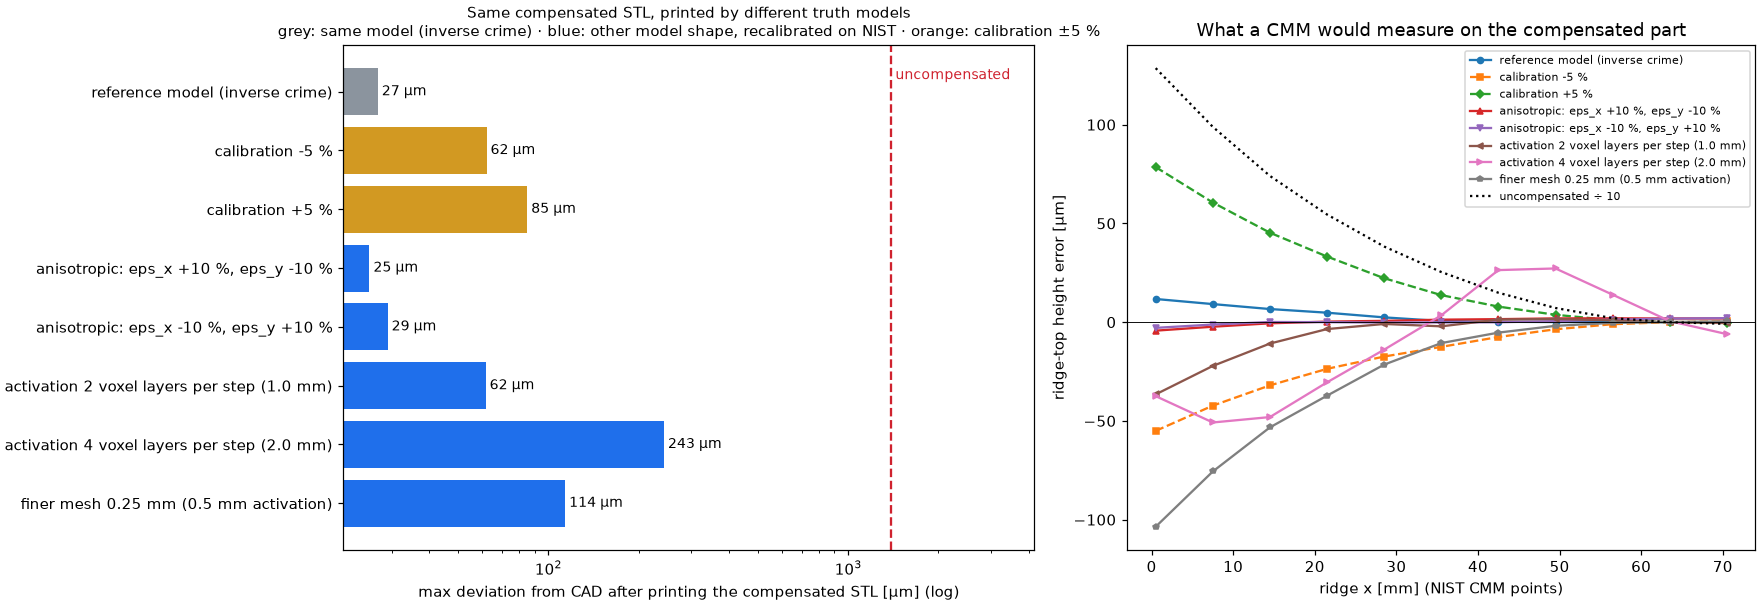 Same compensated STL, printed by different truth models
grey: same model (inverse crime) · blue: other model shape, recalibrated on NIST · orange: calibration ±5 %
uncompensated
reference model (inverse crime)
27 µm
calibration -5 %
62 µm
calibration +5 %
85 µm
anisotropic: eps_x +10 %, eps_y -10 %
25 µm
anisotropic: eps_x -10 %, eps_y +10 %
29 µm
activation 2 voxel layers per step (1.0 mm)
62 µm
activation 4 voxel layers per step (2.0 mm)
243 µm
finer mesh 0.25 mm (0.5 mm activation)
114 µm
10²
10³
max deviation from CAD after printing the compensated STL [µm] (log)
What a CMM would measure on the compensated part
reference model (inverse crime)
calibration -5 %
calibration +5 %
anisotropic: eps_x +10 %, eps_y -10 %
anisotropic: eps_x -10 %, eps_y +10 %
activation 2 voxel layers per step (1.0 mm)
activation 4 voxel layers per step (2.0 mm)
finer mesh 0.25 mm (0.5 mm activation)
uncompensated ÷ 10
ridge-top height error [µm]
100
50
0
−50
−100
0 10 20 30 40 50 60 70
ridge x [mm] (NIST CMM points)